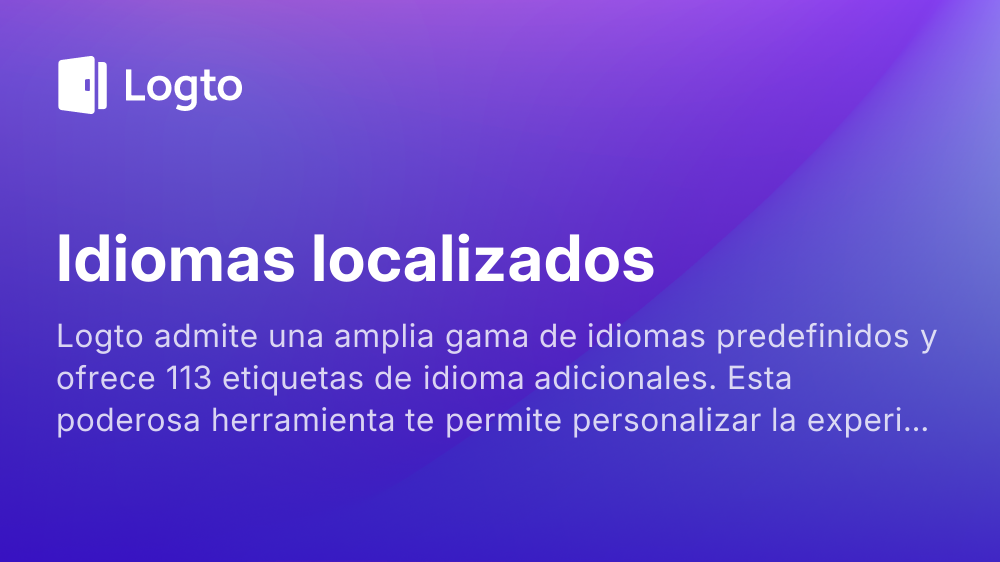 Logto
Idiomas localizados
Logto admite una amplia gama de idiomas predefinidos y
ofrece 113 etiquetas de idioma adicionales. Esta
poderosa herramienta te permite personalizar la experi...